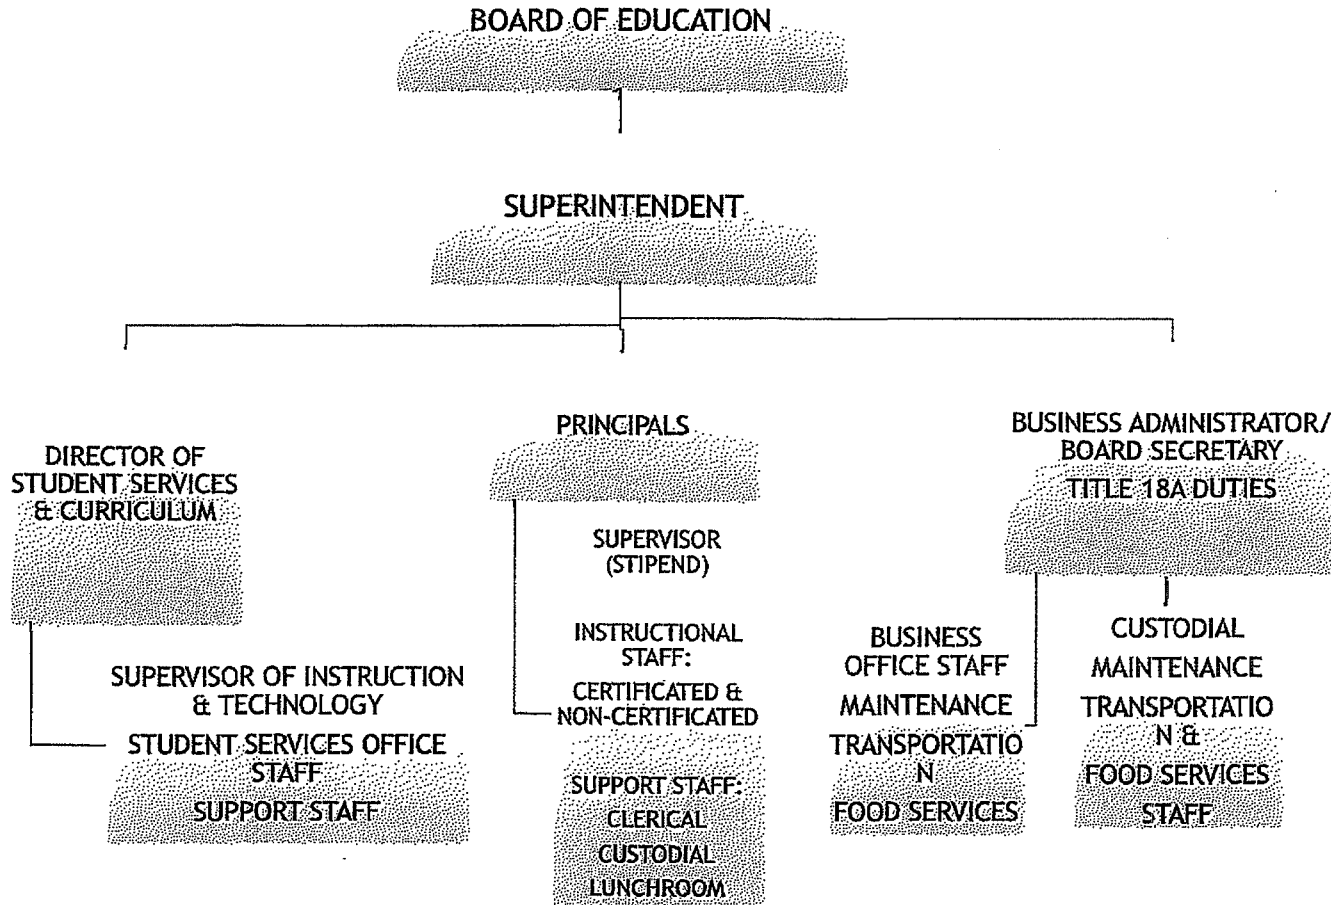 BOARD OF EDUCATION
SUPERINTENDENT
DIRECTOR OF
STUDENT SERVICES
& CURRICULUM
SUPERVISOR OF INSTRUCTION
& TECHNOLOGY
STUDENT SERVICES OFFICE
STAFF
SUPPORT STAFF
PRINCIPALS
SUPERVISOR
(STIPEND)
INSTRUCTIONAL
STAFF:
CERTIFICATED &
NON-CERTIFICATED
SUPPORT STAFF:
CLERICAL
CUSTODIAL
LUNCHROOM
BUSINESS ADMINISTRATOR/
BOARD SECRETARY
TITLE 18A DUTIES
BUSINESS
OFFICE STAFF
MAINTENANCE
TRANSPORTATIO
N
FOOD SERVICES
CUSTODIAL
MAINTENANCE
TRANSPORTATIO
N &
FOOD SERVICES
STAFF